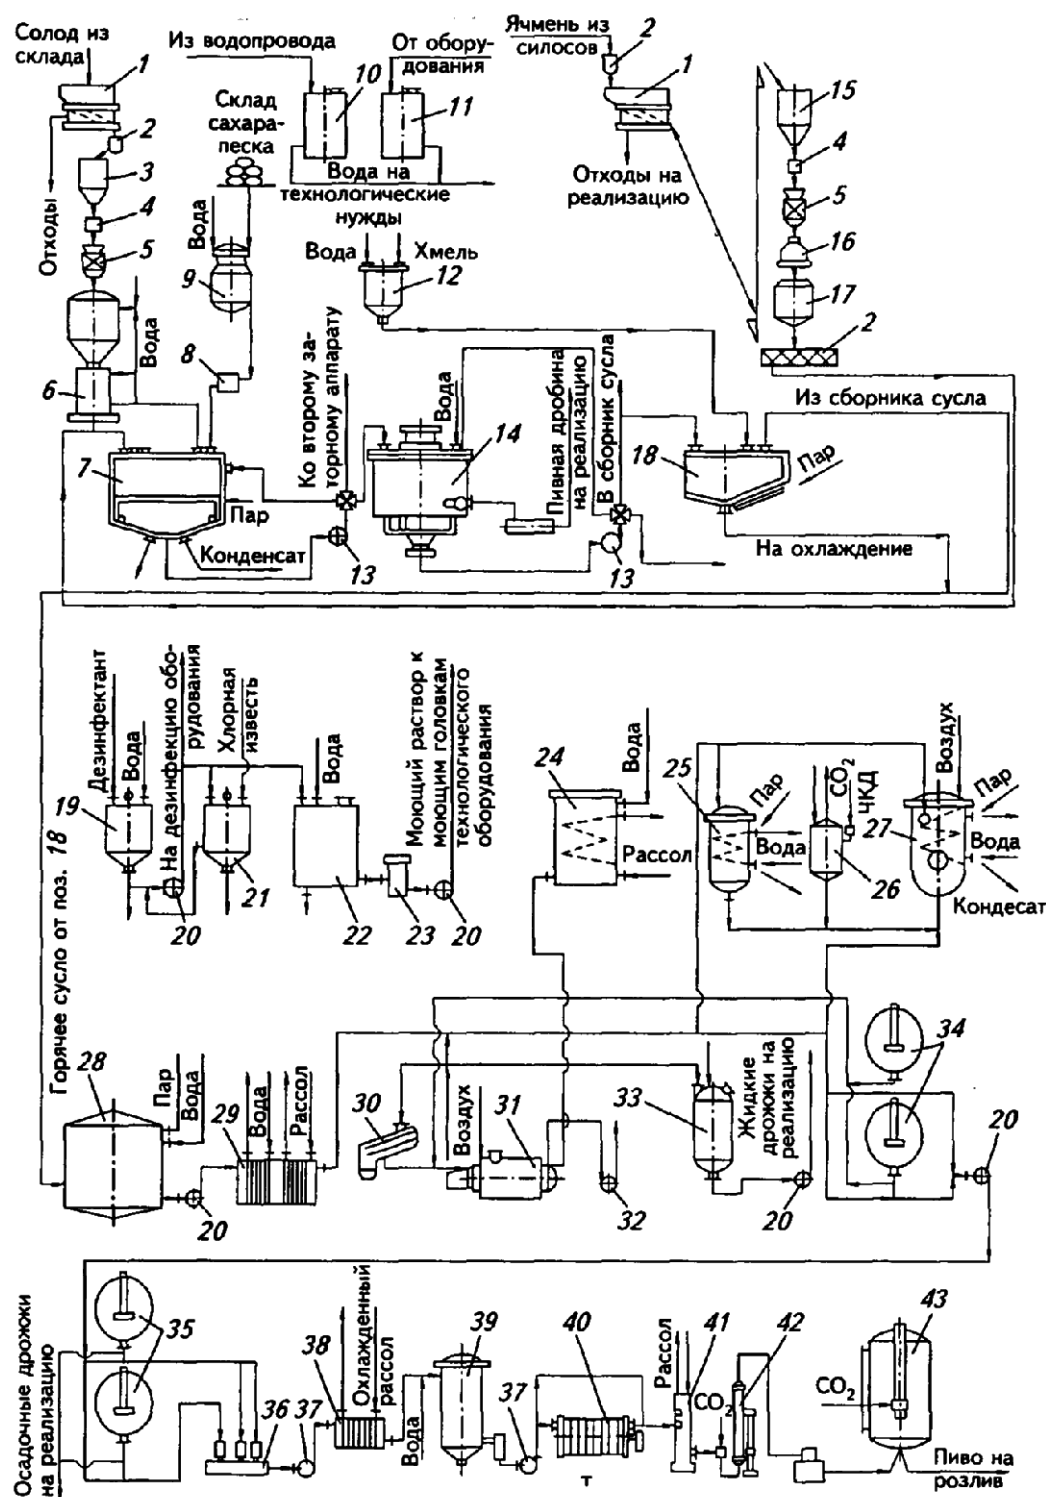 Солод из
склада
1
2
3
4
5
6
Отходы
Вода
Из водопровода
От обору-
дования
10
11
Склад
сахара-
песка
Вода на
технологические
нужды
Вода
9
8
Вода
Хмель
12
Ячмень из
силосов
2
1
Отходы на
реализацию
15
4
5
16
17
2
Из сборника сусла
7
Пар
Конденсат
Ко второму за-
торному аппарату
13
Вода
14
Пивная дробина
на реализацию
В сборник сусла
13
18
Пар
На охлаждение
Дезинфектант
Вода
19
На дезинфекцию обо-
рудования
20
Хлорная
известь
21
Вода
22
23
Моющий раствор к
моющим головкам
технологического
оборудования
20
24
Вода
Рассол
25
Пар
Вода
CO2
ЧКД
26
Воздух
27
Пар
Вода
Кондесат
Горячее сусло от поз. 18
28
Пар
Вода
20
29
Вода
Рассол
30
Воздух
31
32
33
Жидкие
дрожжи на
реализацию
20
34
20
Осадочные дрожжи
на реализацию
35
36
37
38
Охлажденный
рассол
Вода
39
37
40
т
Рассол
41
CO2
42
43
CO2
Пиво на
розлив